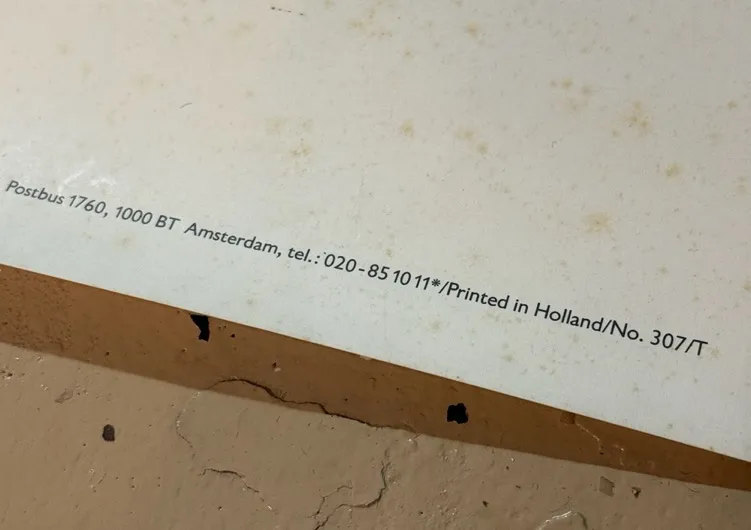 Postbus 1760, 1000 BT Amsterdam, tel.: 020-85 10 11*/Printed in Holland/No. 307/T